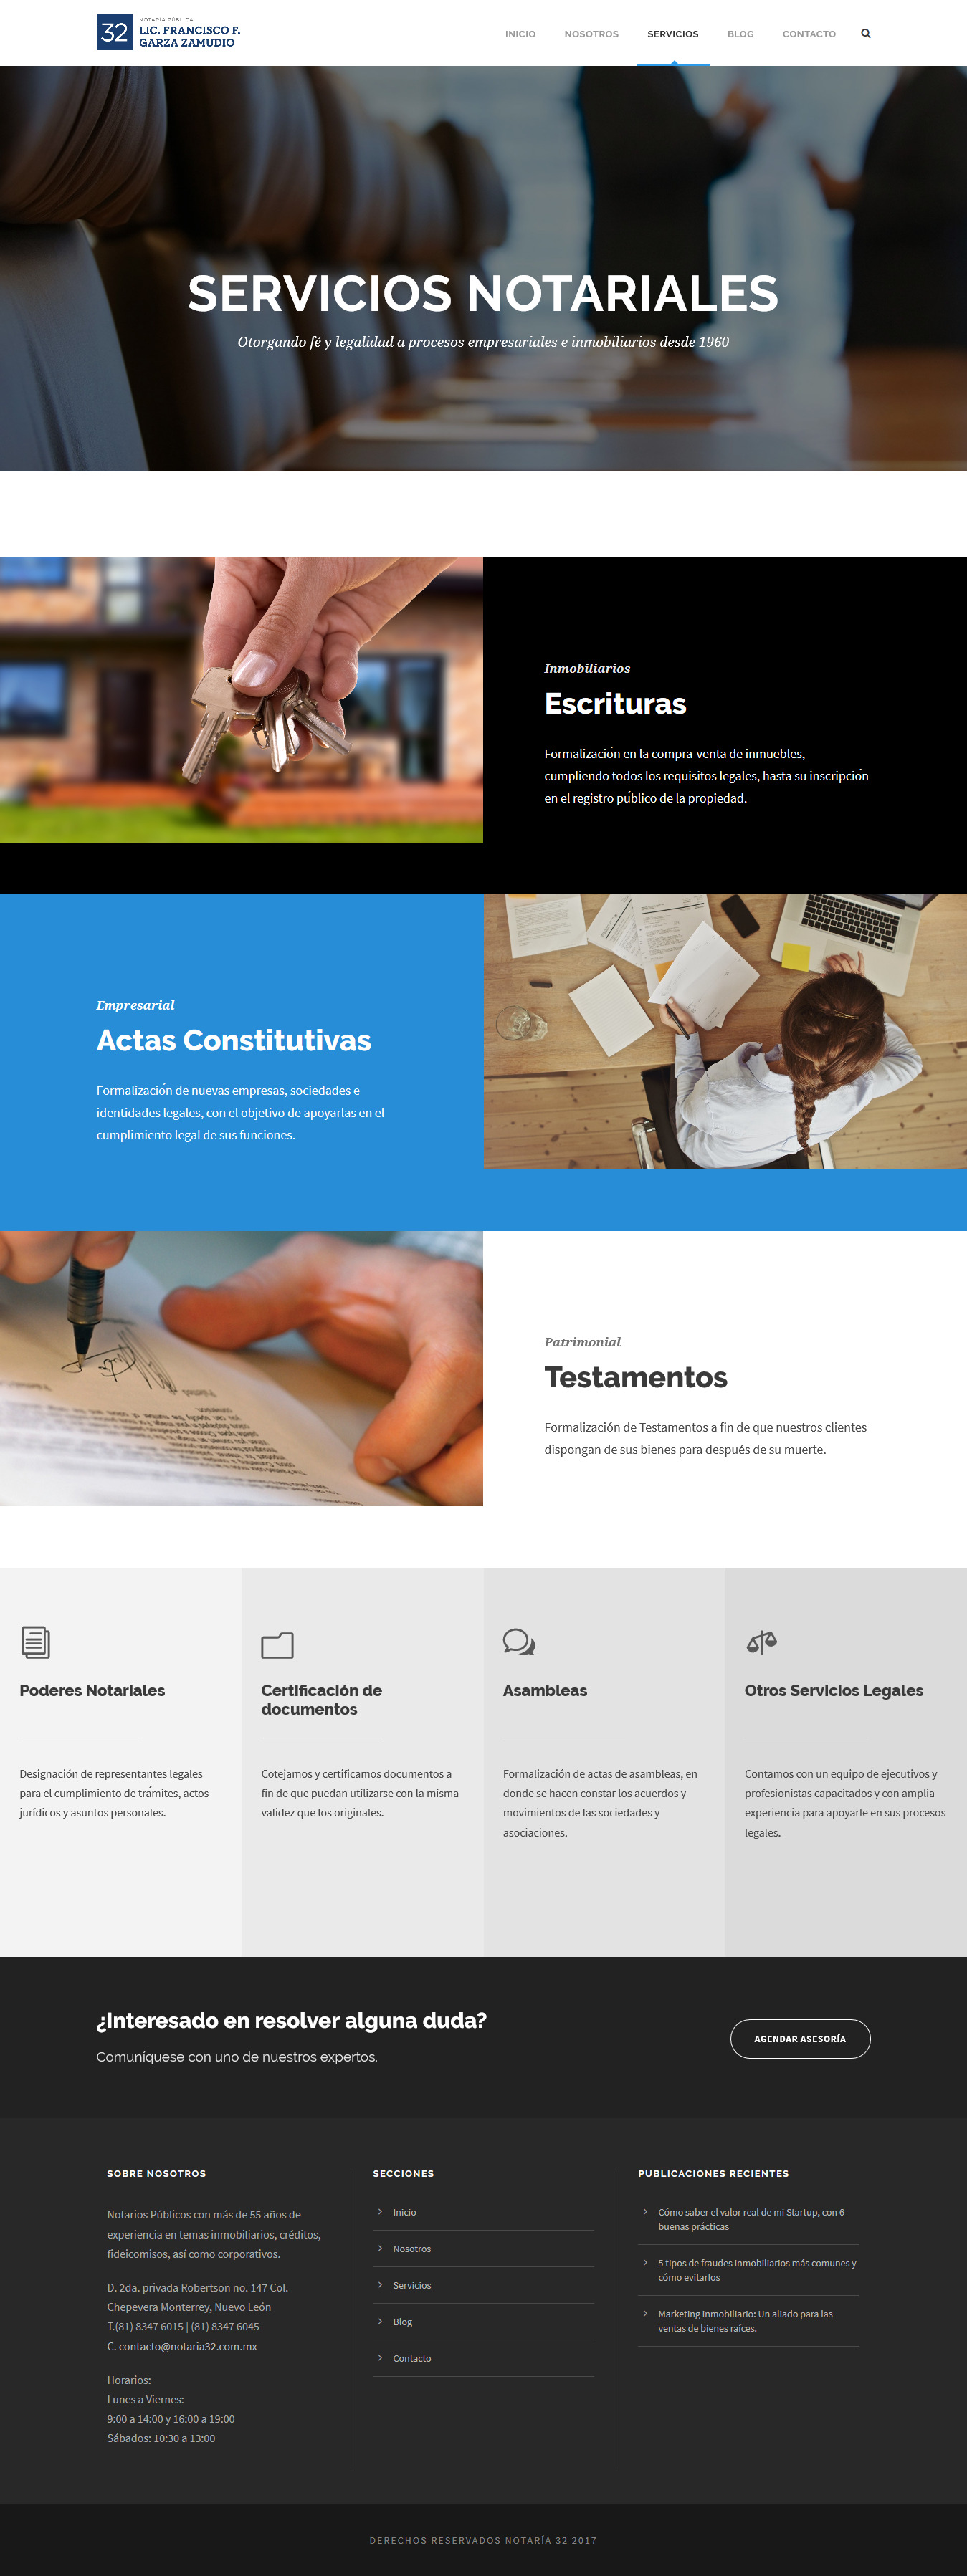 32
NOTARÍA PÚBLICA
LIC. FRANCISCO F.
GARZA ZAMUDIO
INICIO
NOSOTROS
SERVICIOS
BLOG
CONTACTO
SERVICIOS NOTARIALES
Otorgando fé y legalidad a procesos empresariales e inmobiliarios desde 1960
Inmobiliarios
Escrituras
Formalización en la compra-venta de inmuebles,
cumpliendo todos los requisitos legales, hasta su inscripción
en el registro público de la propiedad.
Empresarial
Actas Constitutivas
Formalización de nuevas empresas, sociedades e
identidades legales, con el objetivo de apoyarlas en el
cumplimiento legal de sus funciones.
Patrimonial
Testamentos
Formalización de Testamentos a fin de que nuestros clientes
dispongan de sus bienes para después de su muerte.
Poderes Notariales
Designación de representantes legales
para el cumplimiento de trámites, actos
jurídicos y asuntos personales.
Certificación de
documentos
Cotejamos y certificamos documentos a
fin de que puedan utilizarse con la misma
validez que los originales.
Asambleas
Formalización de actas de asambleas, en
donde se hacen constar los acuerdos y
movimientos de las sociedades y
asociaciones.
Otros Servicios Legales
Contamos con un equipo de ejecutivos y
profesionistas capacitados y con amplia
experiencia para apoyarle en sus procesos
legales.
¿Interesado en resolver alguna duda?
Comuníquese con uno de nuestros expertos.
AGENDAR ASESORÍA
SOBRE NOSOTROS
Notarios Públicos con más de 55 años de
experiencia en temas inmobiliarios, créditos,
fideicomisos, así como corporativos.
D. 2da. privada Robertson no. 147 Col.
Chepevera Monterrey, Nuevo León
T.(81) 8347 6015 | (81) 8347 6045
C. contacto@notaria32.com.mx
Horarios:
Lunes a Viernes:
9:00 a 14:00 y 16:00 a 19:00
Sábados: 10:30 a 13:00
SECCIONES
Inicio
Nosotros
Servicios
Blog
Contacto
PUBLICACIONES RECIENTES
Cómo saber el valor real de mi Startup, con 6
buenas prácticas
5 tipos de fraudes inmobiliarios más comunes y
cómo evitarlos
Marketing inmobiliario: Un aliado para las
ventas de bienes raíces.
DERECHOS RESERVADOS NOTARÍA 32 2017